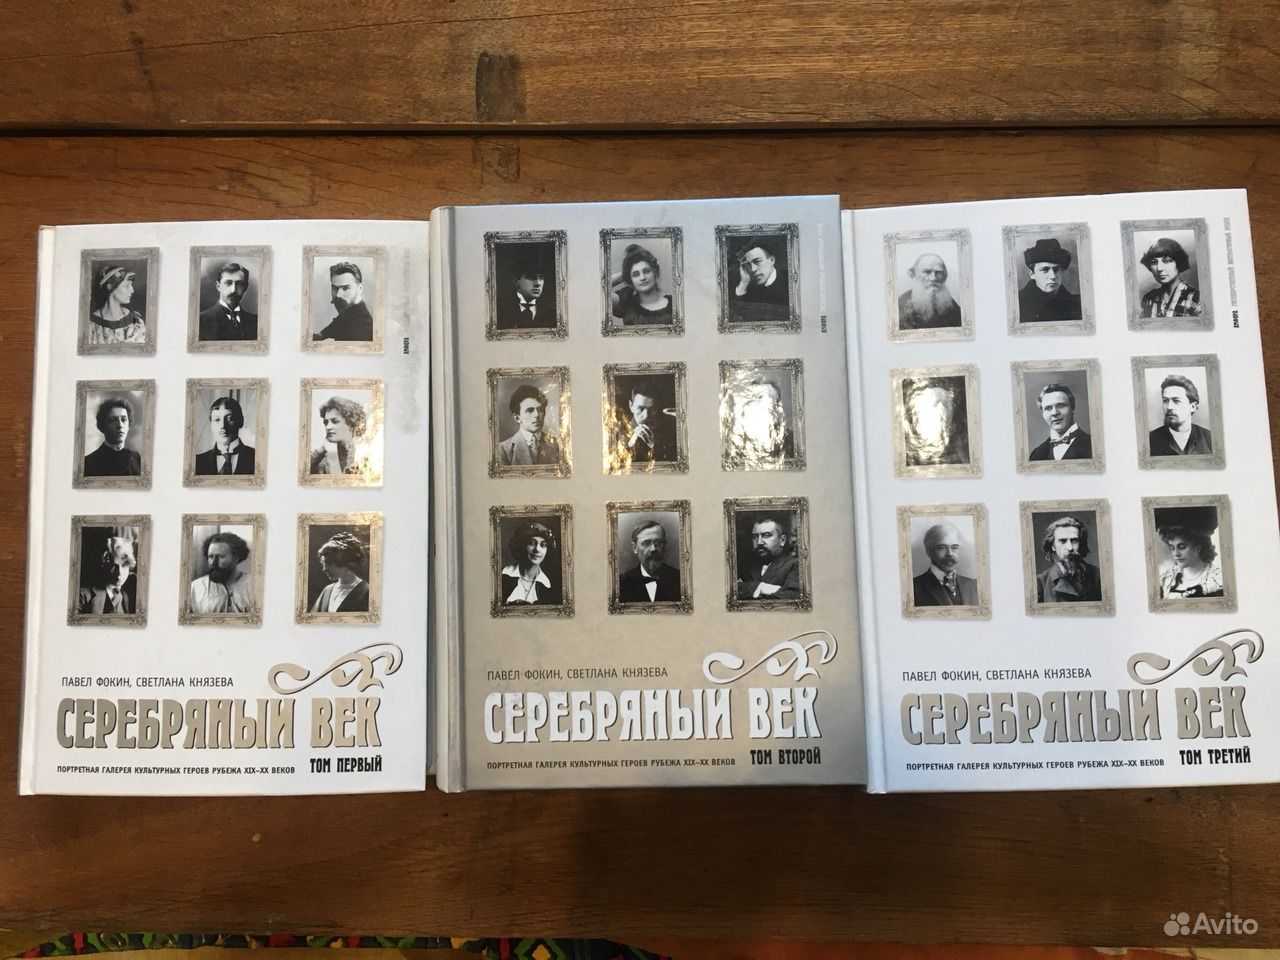 ПАВЕЛ ФОКИН, СВЕТЛАНА КНЯЗЕВА
СЕРЕБРЯНЫЙ ВЕК
ТОМ ПЕРВЫЙ
ПОРТРЕТНАЯ ГАЛЕРЕЯ КУЛЬТУРНЫХ ГЕРОЕВ РУБЕЖА XIX–XX ВЕКОВ
ПАВЕЛ ФОКИН, СВЕТЛАНА КНЯЗЕВА
СЕРЕБРЯНЫЙ ВЕК
ТОМ ВТОРОЙ
ПОРТРЕТНАЯ ГАЛЕРЕЯ КУЛЬТУРНЫХ ГЕРОЕВ РУБЕЖА XIX–XX ВЕКОВ
ПАВЕЛ ФОКИН, СВЕТЛАНА КНЯЗЕВА
СЕРЕБРЯНЫЙ ВЕК
ТОМ ТРЕТИЙ
ПОРТРЕТНАЯ ГАЛЕРЕЯ КУЛЬТУРНЫХ ГЕРОЕВ РУБЕЖА XIX–XX ВЕКОВ
Avito